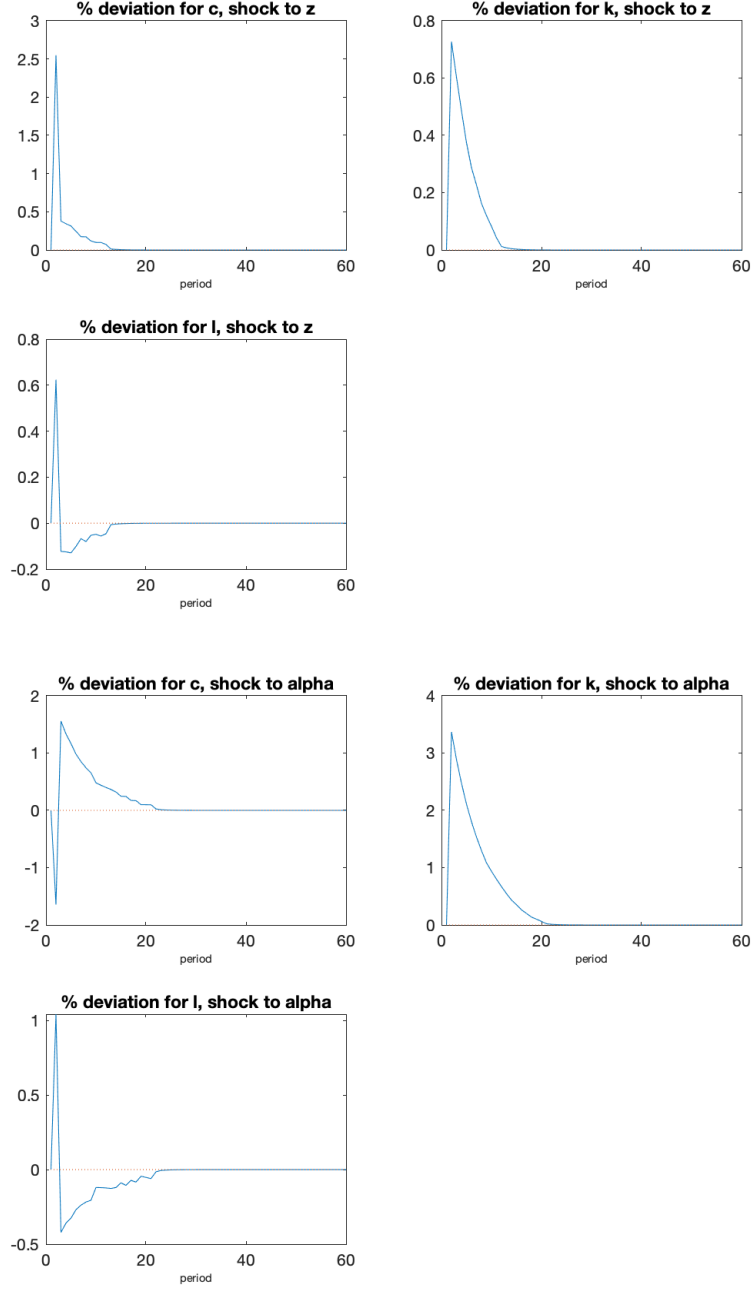 % deviation for c, shock to z
3
2.5
2
1.5
1
0.5
0
0 20 40 60
period
% deviation for k, shock to z
0.8
0.6
0.4
0.2
0
0 20 40 60
period
% deviation for l, shock to z
0.8
0.6
0.4
0.2
0
-0.2
0 20 40 60
period
% deviation for c, shock to alpha
2
1
0
-1
-2
0 20 40 60
period
% deviation for k, shock to alpha
4
3
2
1
0
0 20 40 60
period
% deviation for l, shock to alpha
1
0.5
0
-0.5
0 20 40 60
period